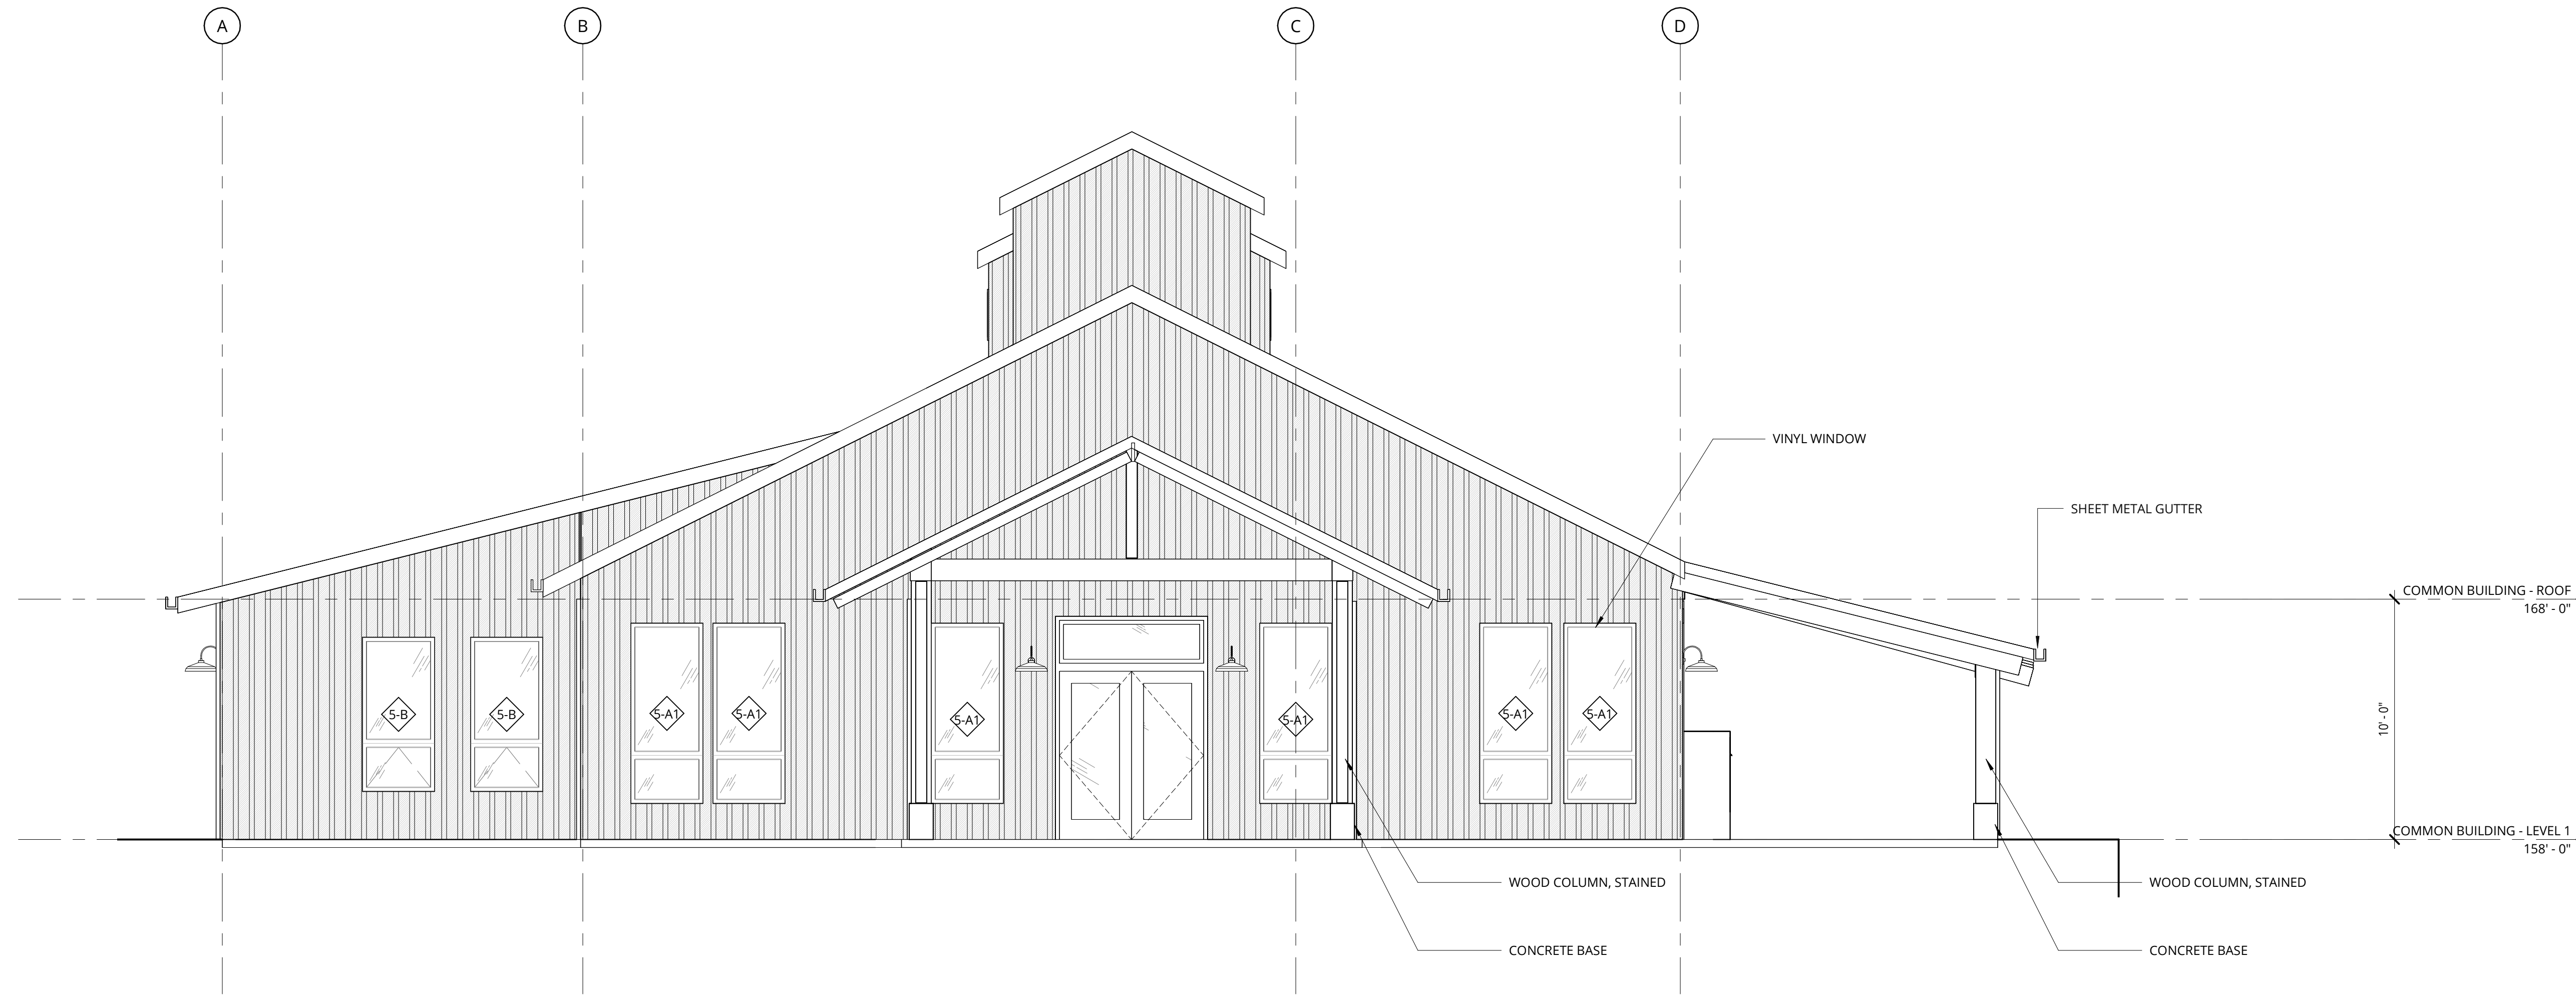 A
B
C
D
VINYL WINDOW
SHEET METAL GUTTER
COMMON BUILDING - ROOF
168' - 0"
5-B
5-B
5-A1
5-A1
5-A1
5-A1
5-A1
5-A1
10' - 0"
COMMON BUILDING - LEVEL 1
158' - 0"
WOOD COLUMN, STAINED
WOOD COLUMN, STAINED
CONCRETE BASE
CONCRETE BASE